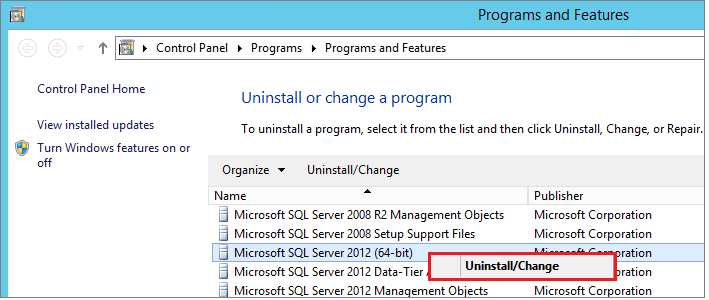 Programs and Features
Control Panel Programs Programs and Features
Control Panel Home
View installed updates
Turn Windows features on or
off
Uninstall or change a program
To uninstall a program, select it from the list and then click Uninstall, Change, or Repair.
Organize Uninstall/Change
Name Publisher
Microsoft SQL Server 2008 R2 Management Objects Microsoft Corporation
Microsoft SQL Server 2008 Setup Support Files Microsoft Corporation
Microsoft SQL Server 2012 (64-bit)
Uninstall/Change
Microsoft SQL Server 2012 Data-Tier
Microsoft SQL Server 2012 Management Objects Microsoft Corporation